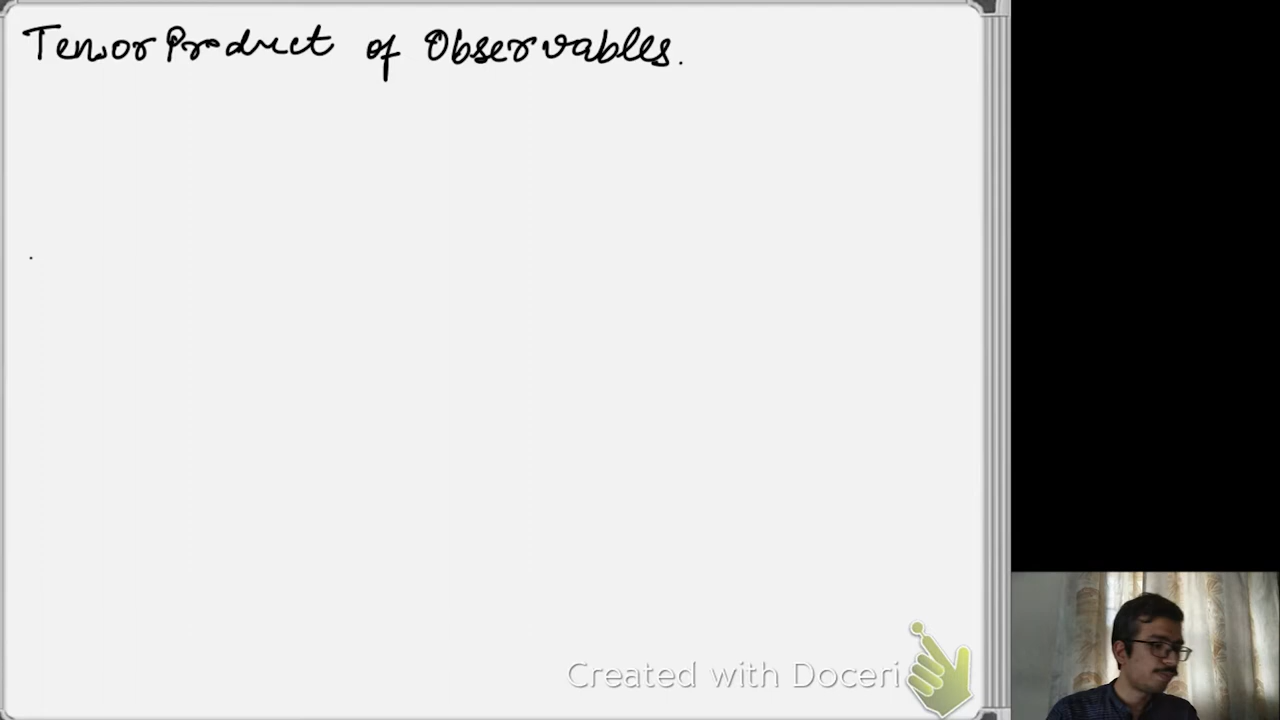 Tensor Product of Observables.
Created with Doceri